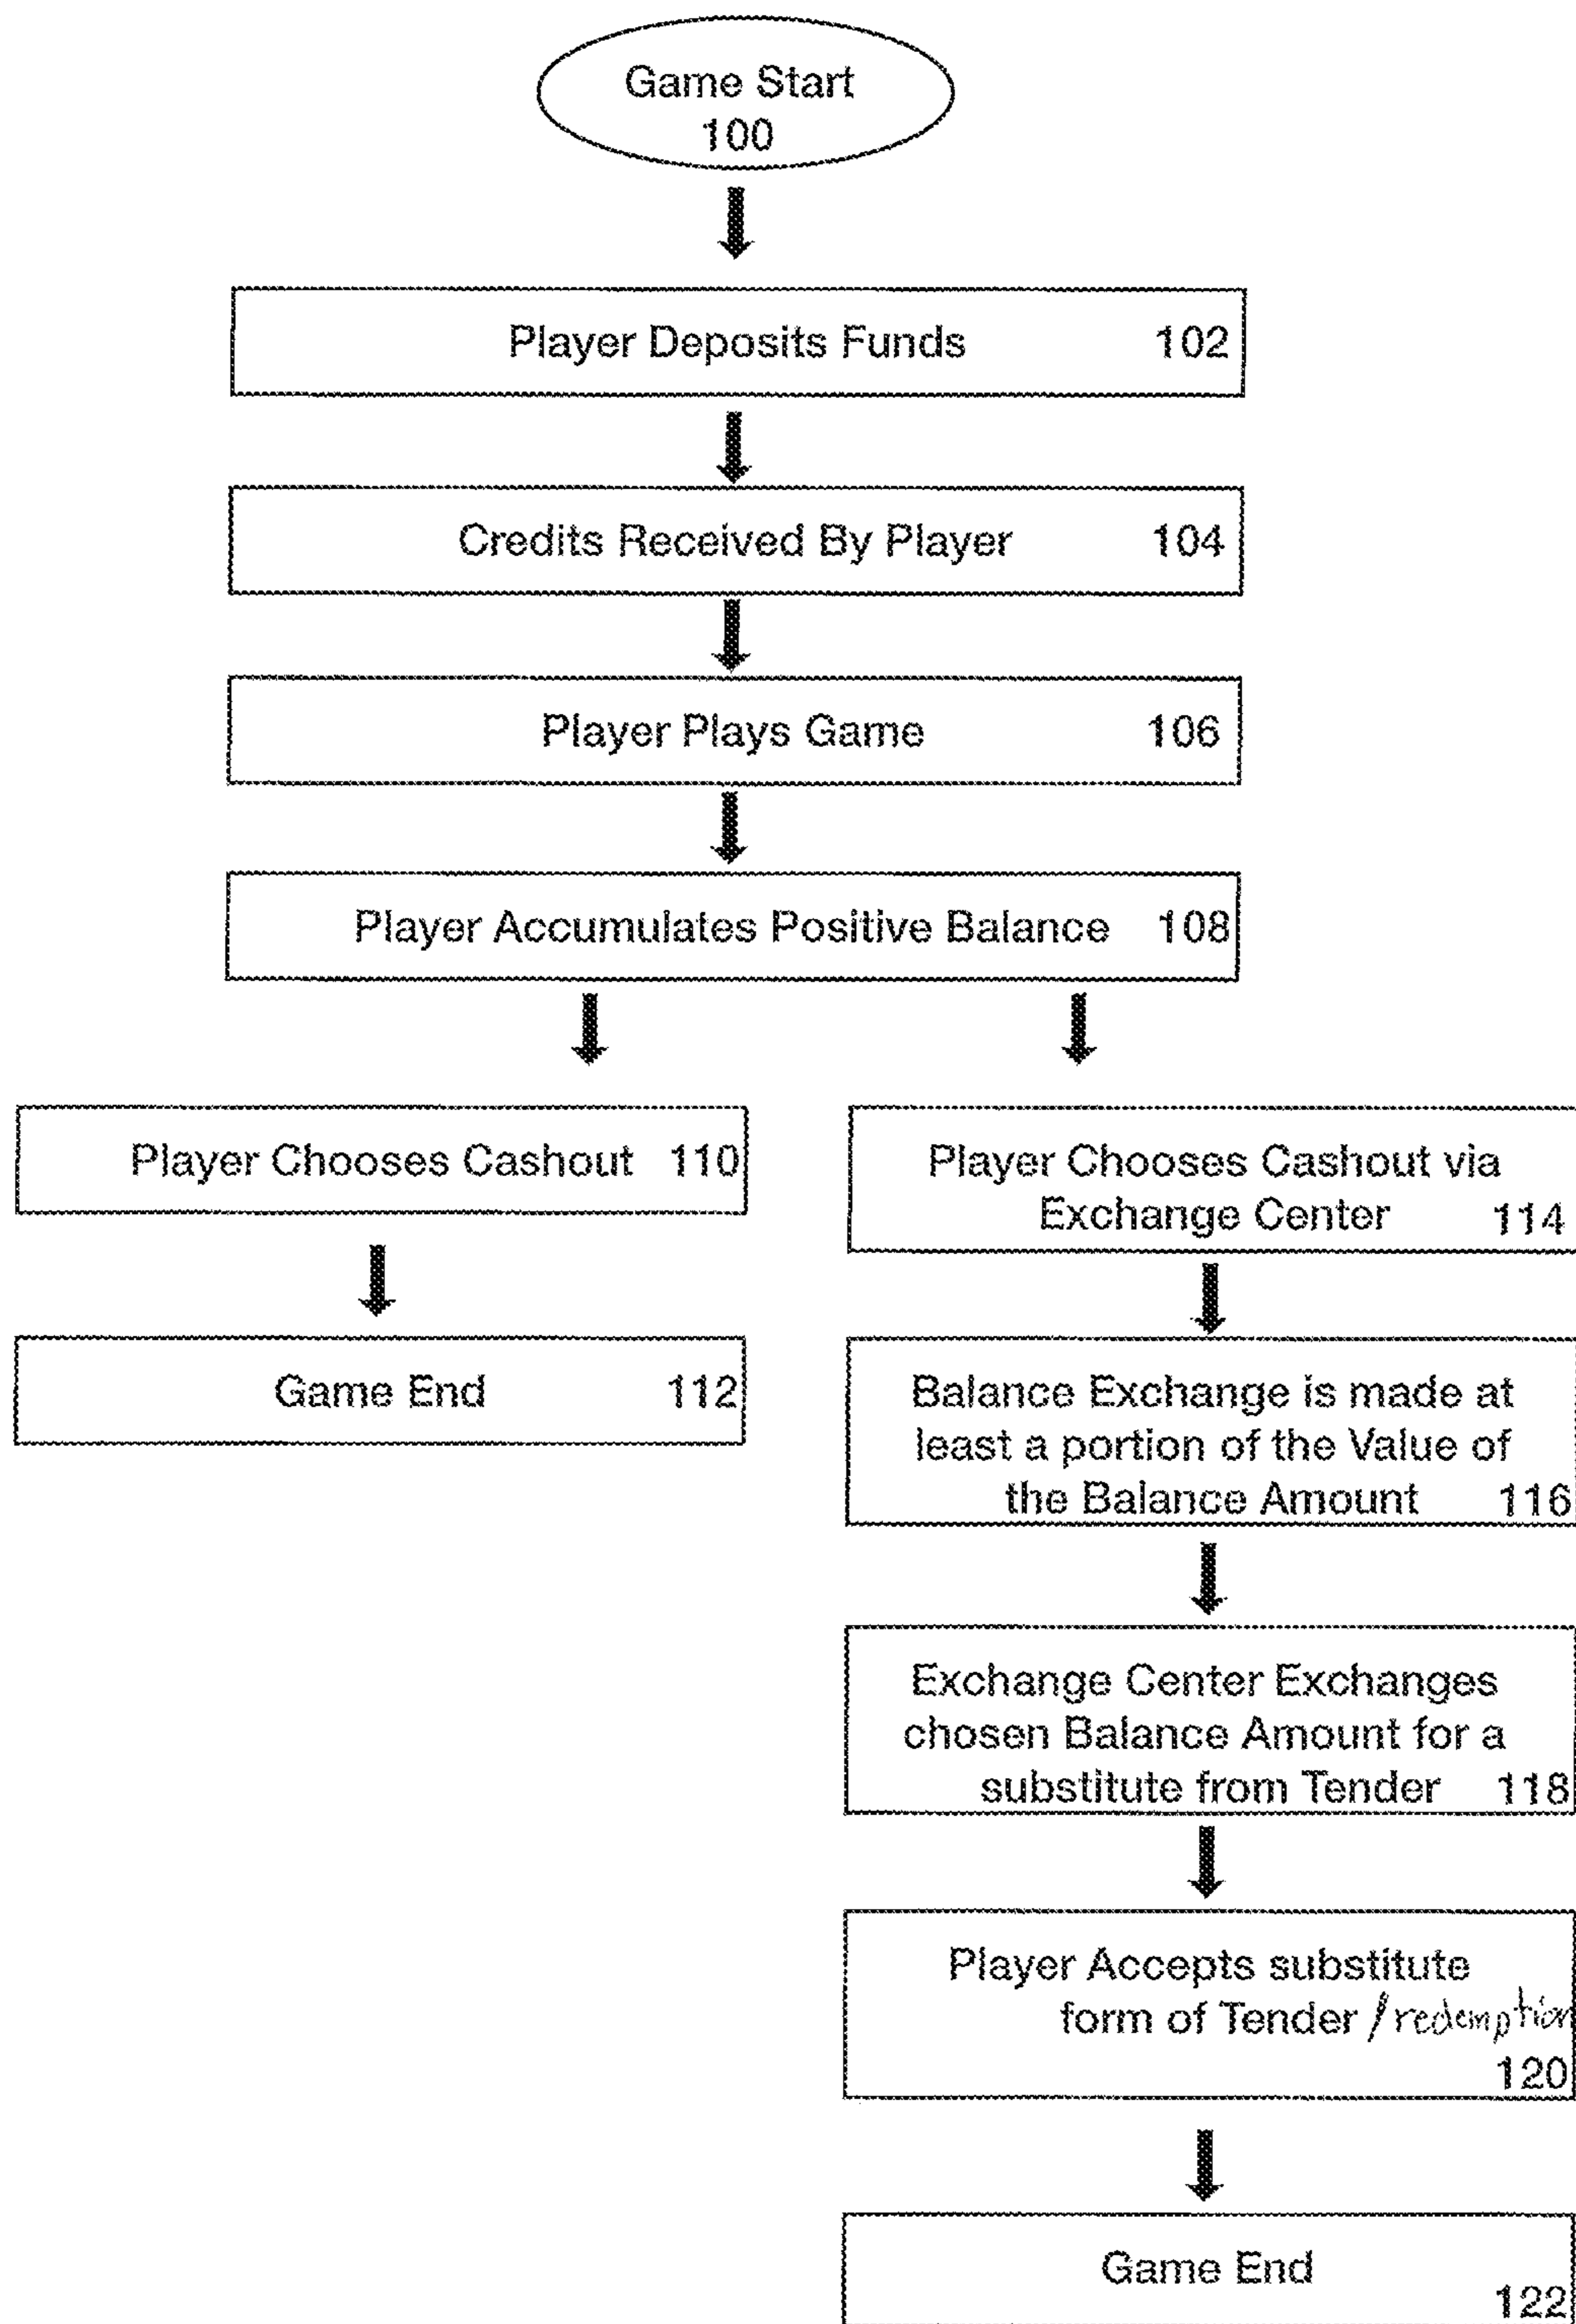 Game Start
100
Player Deposits Funds 102
Credits Received By Player 104
Player Plays Game 106
Player Accumulates Positive Balance 108
Player Chooses Cashout 110
Game End 112
Player Chooses Cashout via
Exchange Center 114
Balance Exchange is made at
least a portion of the Value of
the Balance Amount 116
Exchange Center Exchanges
chosen Balance Amount for a
substitute from Tender 118
Player Accepts substitute
form of Tender /redemption
120
Game End
122